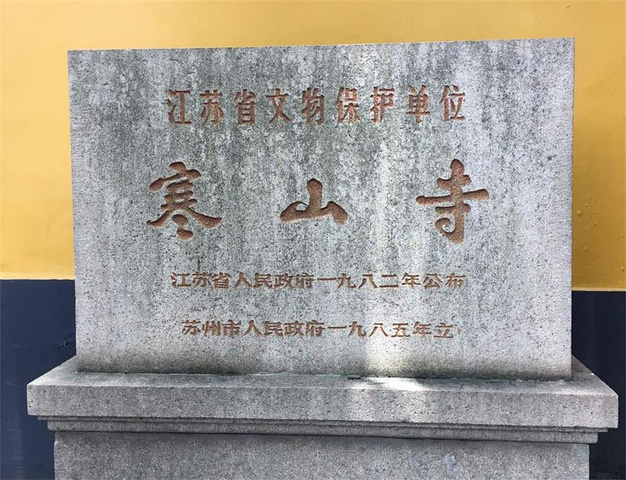 江苏省文物保护单位
寒山寺
江苏省人民政府一九八二年公布
苏州市人民政府一九八五年立